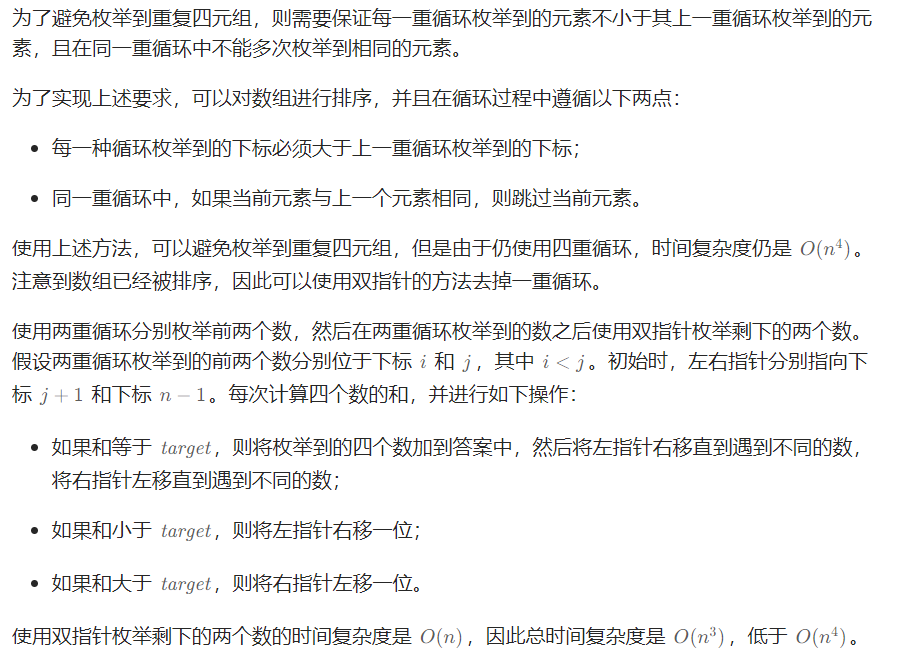 为了避免枚举到重复四元组，则需要保证每一重循环枚举到的元素不小于其上一重循环枚举到的元
素，且在同一重循环中不能多次枚举到相同的元素。
为了实现上述要求，可以对数组进行排序，并且在循环过程中遵循以下两点：
• 每一种循环枚举到的下标必须大于上一重循环枚举到的下标；
• 同一重循环中，如果当前元素与上一个元素相同，则跳过当前元素。
使用上述方法，可以避免枚举到重复四元组，但是由于仍使用四重循环，时间复杂度仍是 O(n⁴)。
注意到数组已经被排序，因此可以使用双指针的方法去掉一重循环。
使用两重循环分别枚举前两个数，然后在两重循环枚举到的数之后使用双指针枚举剩下的两个数。
假设两重循环枚举到的前两个数分别位于下标 i 和 j，其中 i < j。初始时，左右指针分别指向下
标 j + 1 和下标 n − 1。每次计算四个数的和，并进行如下操作：
• 如果和等于 target，则将枚举到的四个数加到答案中，然后将左指针右移直到遇到不同的数，
将右指针左移直到遇到不同的数；
• 如果和小于 target，则将左指针右移一位；
• 如果和大于 target，则将右指针左移一位。
使用双指针枚举剩下的两个数的时间复杂度是 O(n)，因此总时间复杂度是 O(n³)，低于 O(n⁴)。